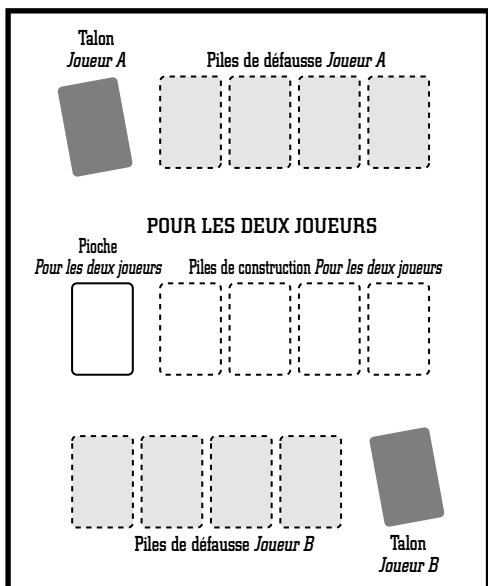 Talon
Joueur A
Piles de défausse Joueur A
POUR LES DEUX JOUEURS
Pioche
Pour les deux joueurs
Piles de construction Pour les deux joueurs
Piles de défausse Joueur B
Talon
Joueur B